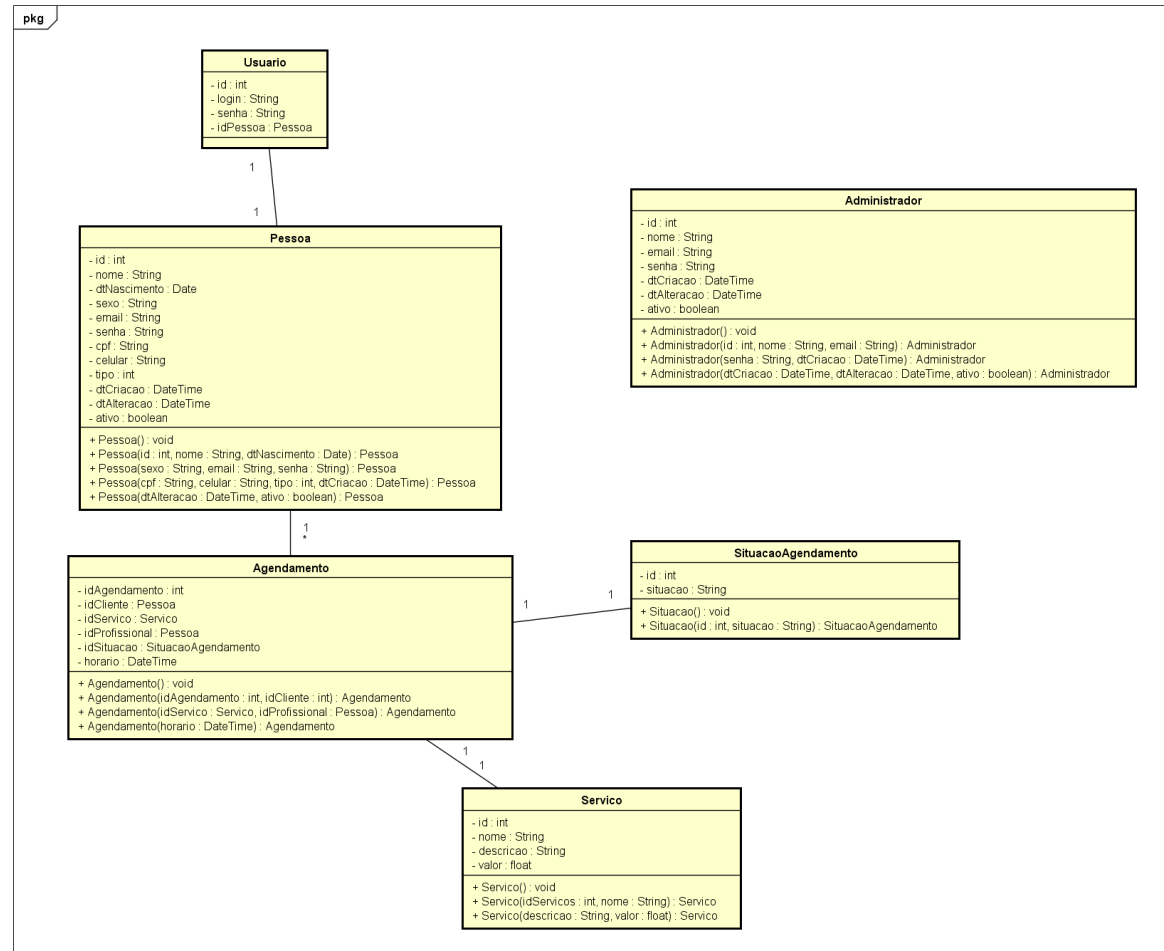 pkg
Usuario
- id : int
- login : String
- senha : String
- idPessoa : Pessoa
1
1
Pessoa
- id : int
- nome : String
- dtNascimento : Date
- sexo : String
- email : String
- senha : String
- cpf : String
- celular : String
- tipo : int
- dtCriacao : DateTime
- dtAlteracao : DateTime
- ativo : boolean
+ Pessoa() : void
+ Pessoa(id : int, nome : String, dtNascimento : Date) : Pessoa
+ Pessoa(sexo : String, email : String, senha : String) : Pessoa
+ Pessoa(cpf : String, celular : String, tipo : int, dtCriacao : DateTime) : Pessoa
+ Pessoa(dtAlteracao : DateTime, ativo : boolean) : Pessoa
Administrador
- id : int
- nome : String
- email : String
- senha : String
- dtCriacao : DateTime
- dtAlteracao : DateTime
- ativo : boolean
+ Administrador() : void
+ Administrador(id : int, nome : String, email : String) : Administrador
+ Administrador(senha : String, dtCriacao : DateTime) : Administrador
+ Administrador(dtCriacao : DateTime, dtAlteracao : DateTime, ativo : boolean) : Administrador
1
*
Agendamento
- idAgendamento : int
- idCliente : Pessoa
- idServico : Servico
- idProfissional : Pessoa
- idSituacao : SituacaoAgendamento
- horario : DateTime
+ Agendamento() : void
+ Agendamento(idAgendamento : int, idCliente : int) : Agendamento
+ Agendamento(idServico : Servico, idProfissional : Pessoa) : Agendamento
+ Agendamento(horario : DateTime) : Agendamento
1
1
SituacaoAgendamento
- id : int
- situacao : String
+ Situacao() : void
+ Situacao(id : int, situacao : String) : SituacaoAgendamento
1
1
Servico
- id : int
- nome : String
- descricao : String
- valor : float
+ Servico() : void
+ Servico(idServicos : int, nome : String) : Servico
+ Servico(descricao : String, valor : float) : Servico